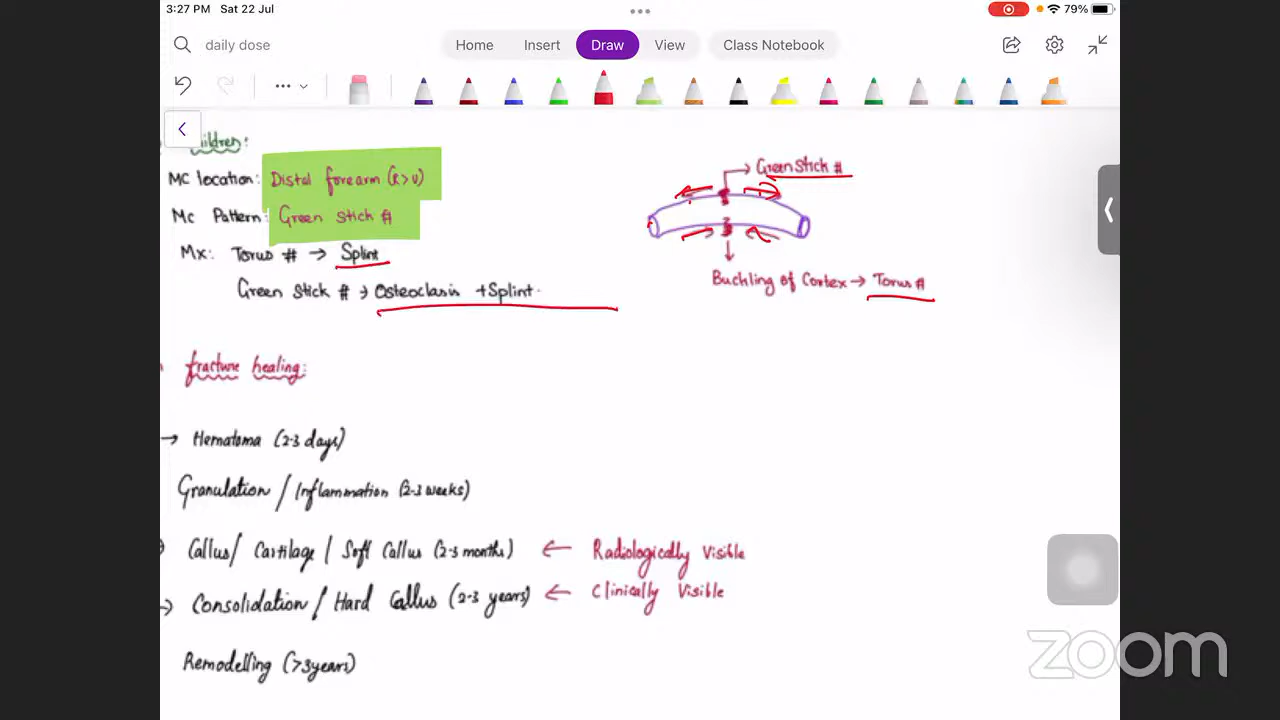 3:27 PM Sat 22 Jul
79%
daily dose
Home Insert Draw View Class Notebook
ildren:
MC location: Distal forearm (R>U)
Mc Pattern: Green stick #
Mx: Torus # → Splint
Green stick # → Osteoclasis + Splint
Green Stick #
Buckling of Cortex → Torus #
fracture healing:
→ Hematoma (2-3 days)
Granulation / Inflammation (2-3 weeks)
Callus / Cartilage / Soft Callus (2-3 months) ← Radiologically Visible
→ Consolidation / Hard Callus (2-3 years) ← Clinically Visible
Remodelling (>3 years)
zoom